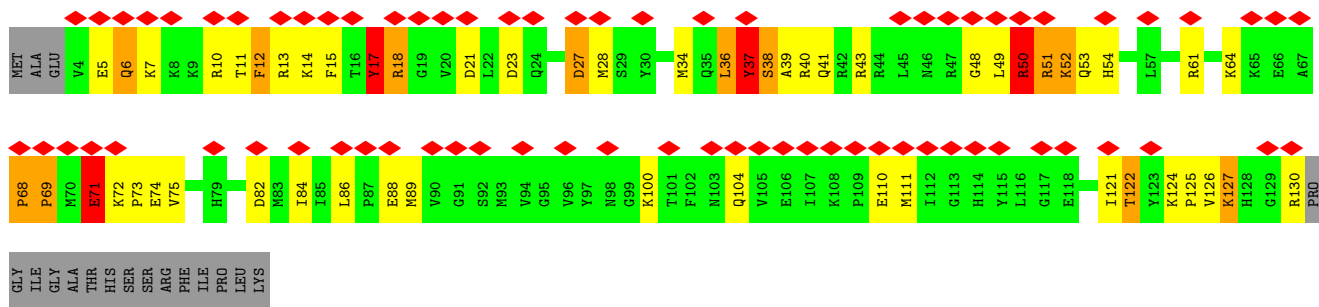 MET ALA GLU V4 E5 Q6 K7 K8 K9 R10 T11 F12 R13 K14 F15 T16 Y17 R18 G19 V20 D21 L22 D23 Q24 D27 M28 S29 Y30 M34 Q35 L36 Y37 S38 A39 R40 Q41 R42 R43 R44 L45 N46 R47 G48 L49 R50 R51 K52 Q53 H54 L57 R61 K64 K65 E66 A67
P68 P69 M70 E71 K72 P73 E74 V75 H79 D82 M83 I84 I85 L86 P87 E88 M89 V90 G91 S92 M93 V94 G95 V96 Y97 N98 G99 K100 T101 F102 N103 Q104 V105 E106 I107 K108 P109 E110 M111 I112 G113 H114 Y115 L116 G117 E118 I121 T122 Y123 K124 P125 V126 K127 H128 G129 R130 PRO
GLY ILE GLY ALA THR HIS SER SER ARG PHE ILE PRO LEU LYS